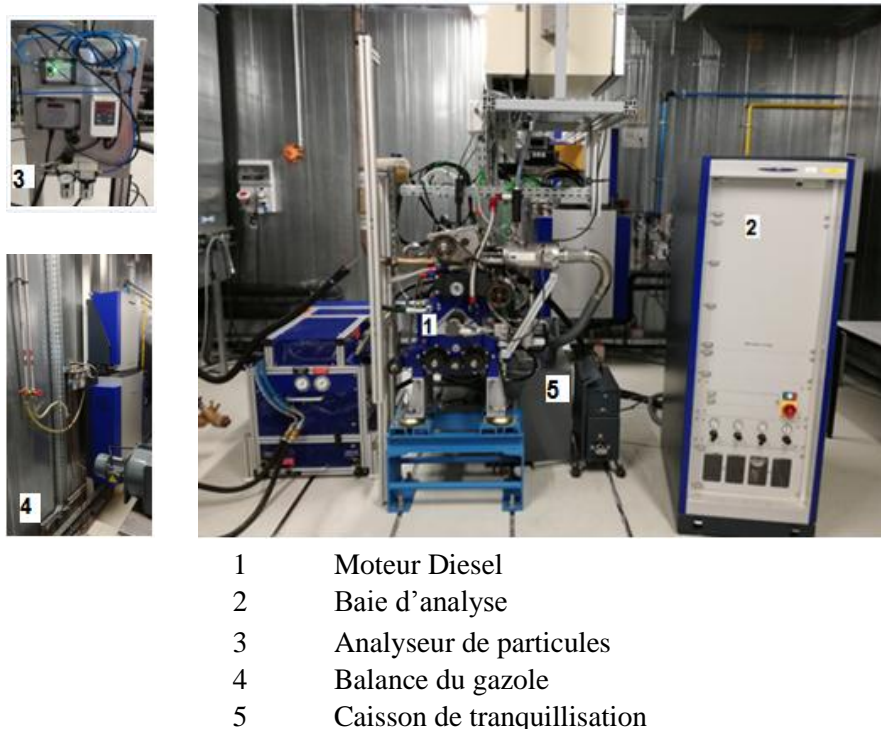 3
2
1
5
4
1 Moteur Diesel
2 Baie d’analyse
3 Analyseur de particules
4 Balance du gazole
5 Caisson de tranquillisation